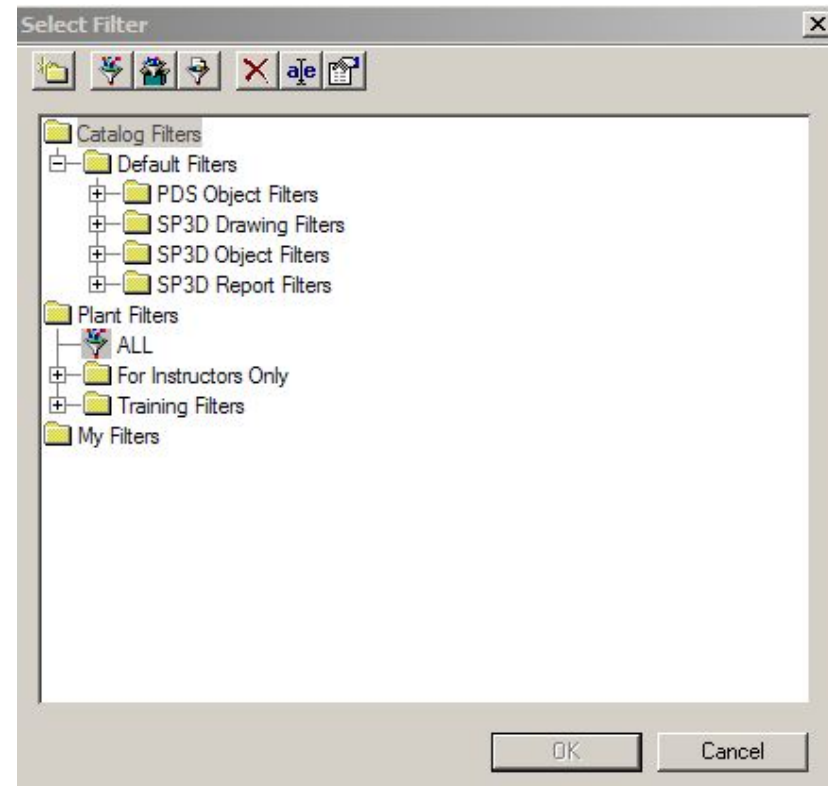 Select Filter
a e
Catalog Filters
Default Filters
PDS Object Filters
SP3D Drawing Filters
SP3D Object Filters
SP3D Report Filters
Plant Filters
ALL
For Instructors Only
Training Filters
My Filters
OK Cancel